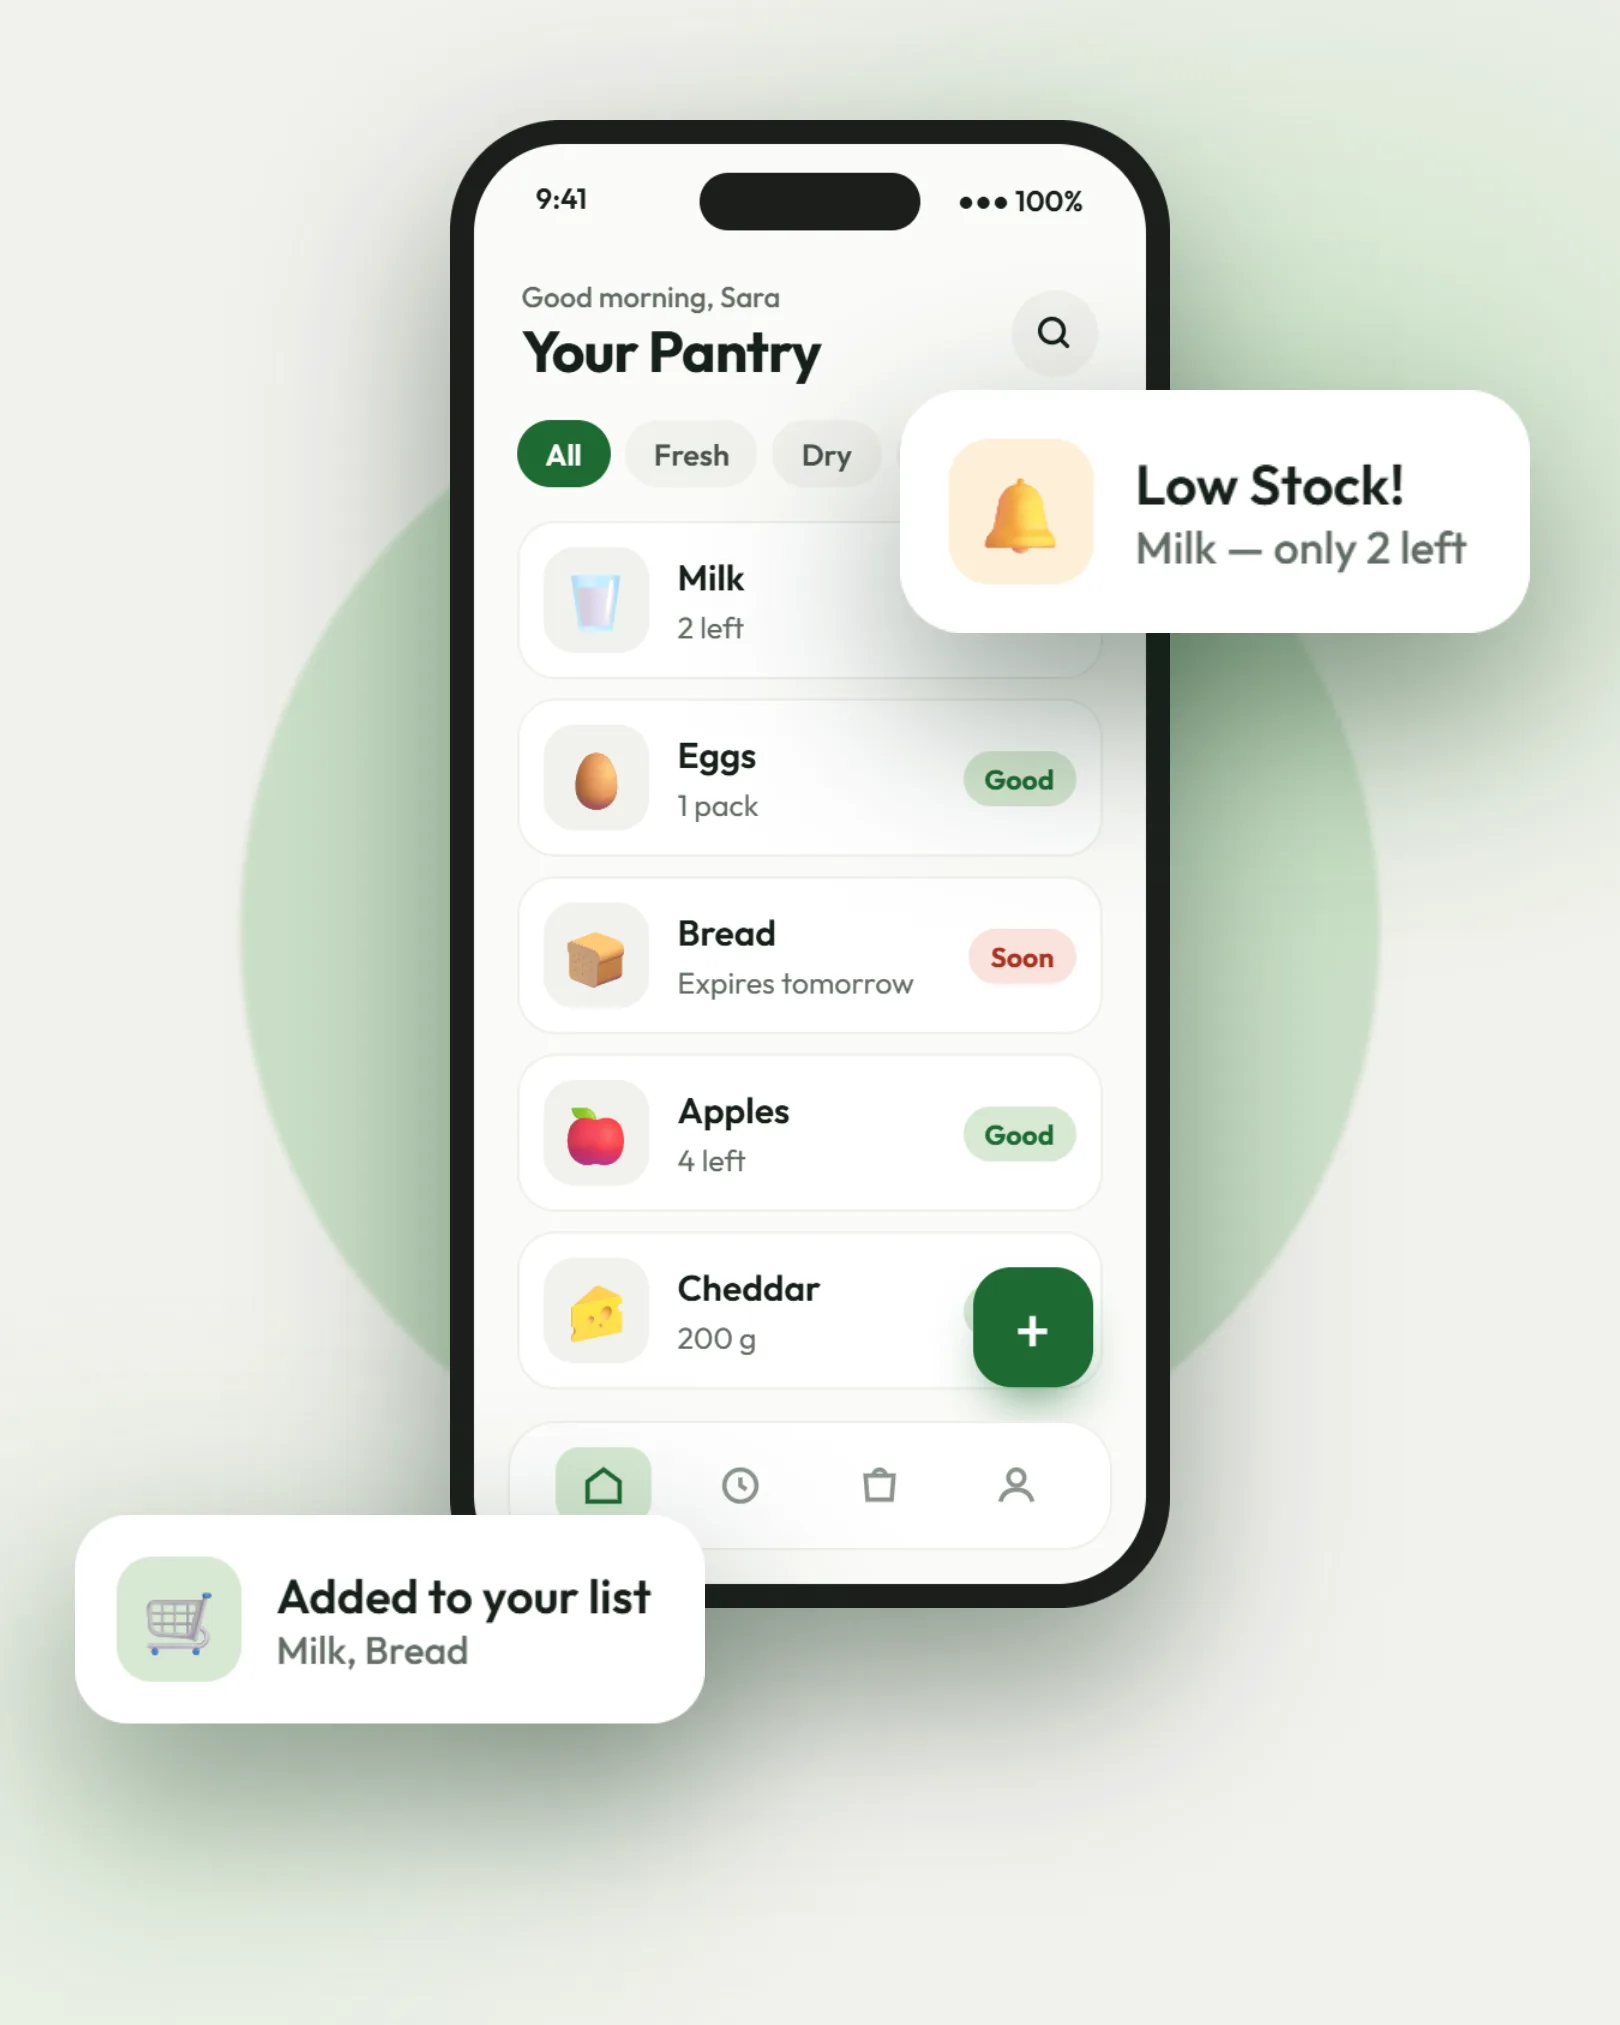 9:41
100%
Good morning, Sara
Your Pantry
All
Fresh
Dry
Low Stock!
Milk — only 2 left
Milk
2 left
Eggs
1 pack
Good
Bread
Expires tomorrow
Soon
Apples
4 left
Good
Cheddar
200 g
+
Added to your list
Milk, Bread